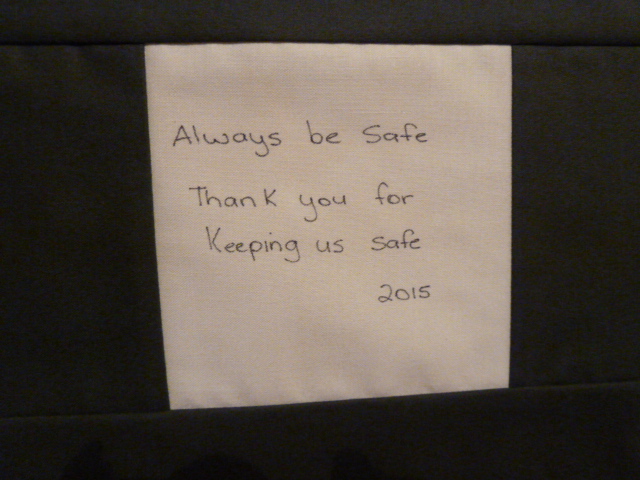 Always be Safe
Thank you for
Keeping us safe
2015